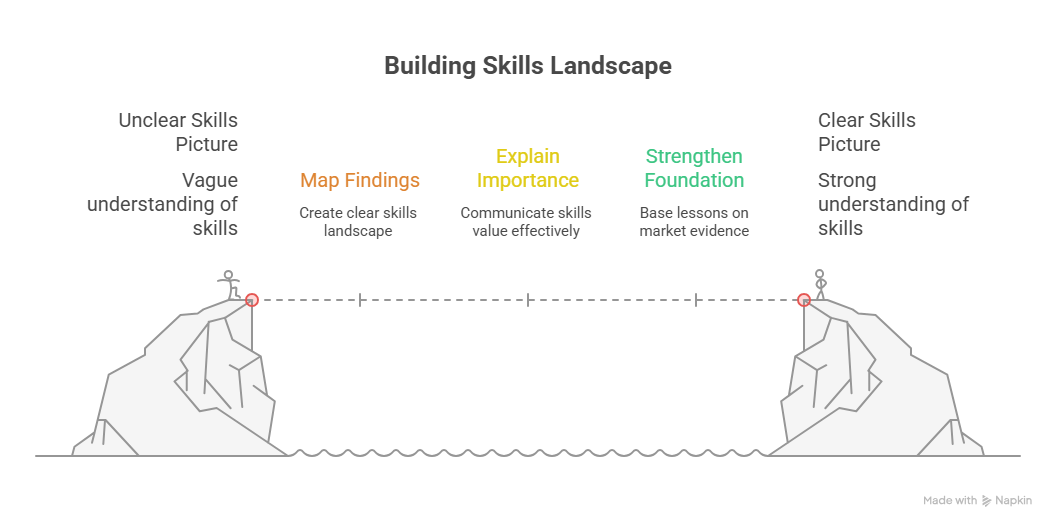 Building Skills Landscape
Unclear Skills
Picture
Vague
understanding of
skills
Map Findings
Create clear skills
landscape
Explain
Importance
Communicate skills
value effectively
Strengthen
Foundation
Base lessons on
market evidence
Clear Skills
Picture
Strong
understanding of
skills
Made with Napkin